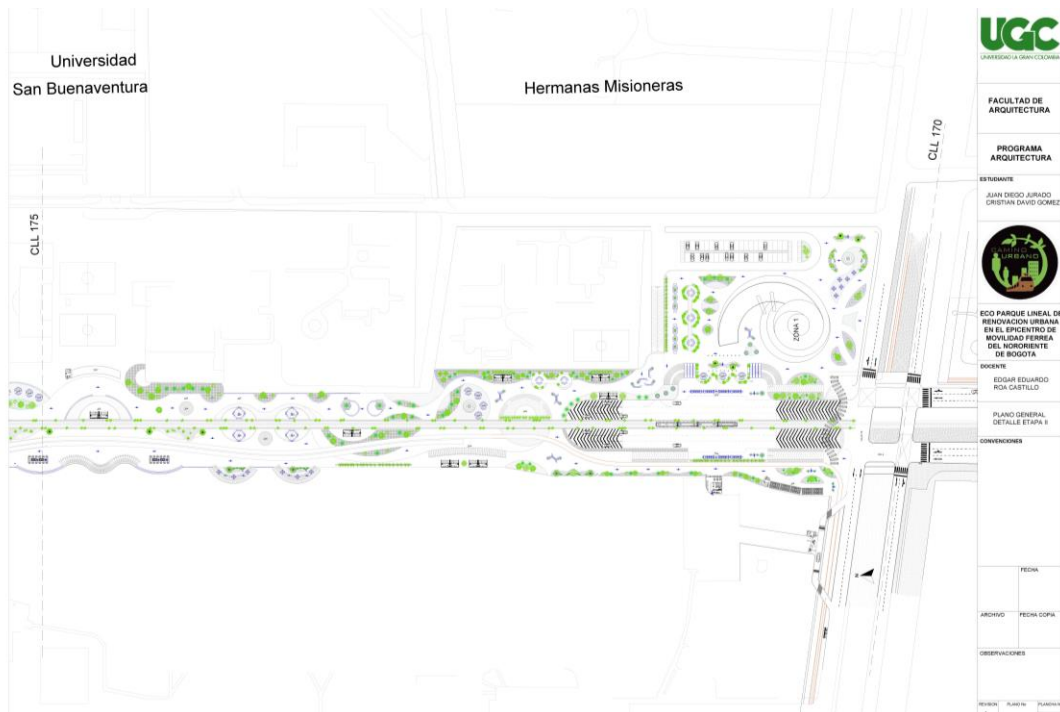 Universidad
San Buenaventura
Hermanas Misioneras
CLL 175
CLL 170
ZONA 1
N
UGC
UNIVERSIDAD LA GRAN COLOMBIA
FACULTAD DE
ARQUITECTURA
PROGRAMA
ARQUITECTURA
ESTUDIANTE
JUAN DIEGO JURADO
CRISTIAN DAVID GOMEZ
CAMINO
URBANO
ECO PARQUE LINEAL DE
RENOVACION URBANA
EN EL EPICENTRO DE
MOVILIDAD FERREA
DEL NORORIENTE
DE BOGOTA
DOCENTE
EDGAR EDUARDO
ROA CASTILLO
PLANO GENERAL
DETALLE ETAPA II
CONVENCIONES
FECHA
ARCHIVO
FECHA COPIA
OBSERVACIONES
REVISION
PLANO No